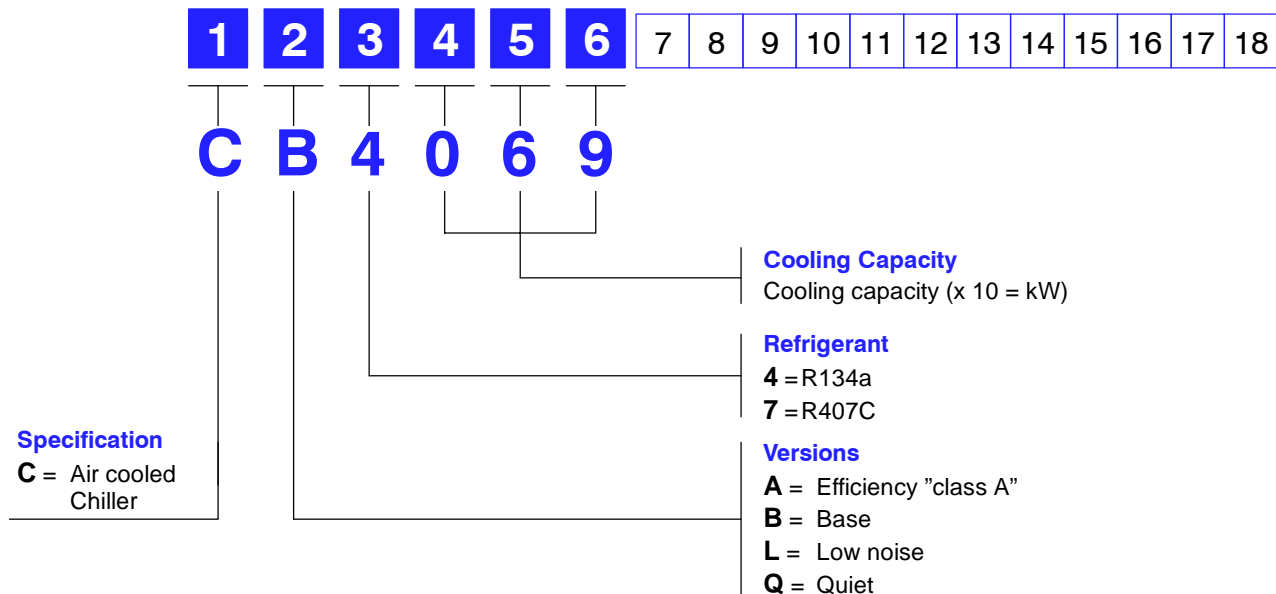 1 2 3 4 5 6 7 8 9 10 11 12 13 14 15 16 17 18
C B 4 0 6 9
Cooling Capacity
Cooling capacity (x 10 = kW)
Refrigerant
4 = R134a
7 = R407C
Specification
C = Air cooled
Chiller
Versions
A = Efficiency ”class A”
B = Base
L = Low noise
Q = Quiet